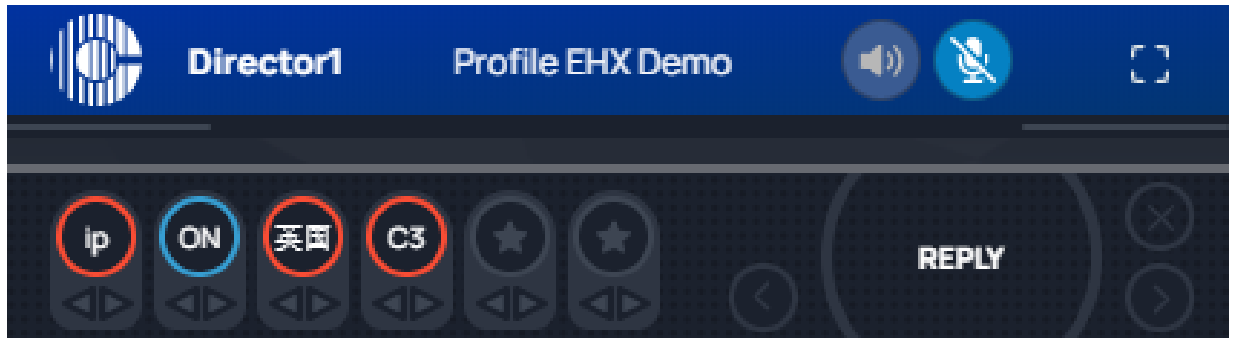 Director1 Profile EHX Demo
ip ON 英国 C3 REPLY